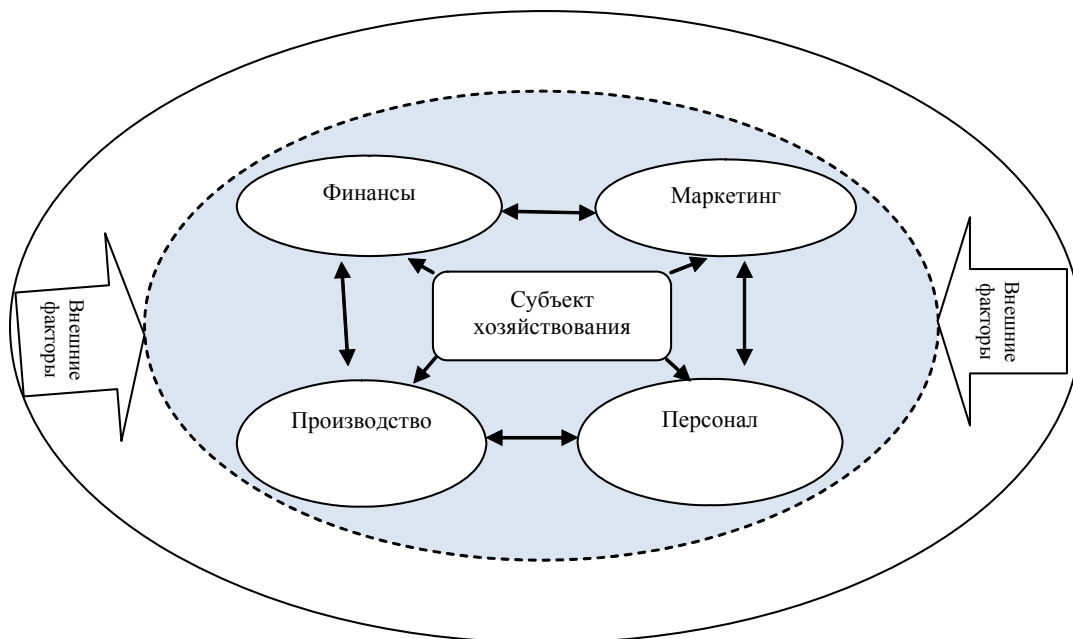 Финансы
Маркетинг
Субъект
хозяйствования
Внешние
факторы
Внешние
факторы
Производство
Персонал